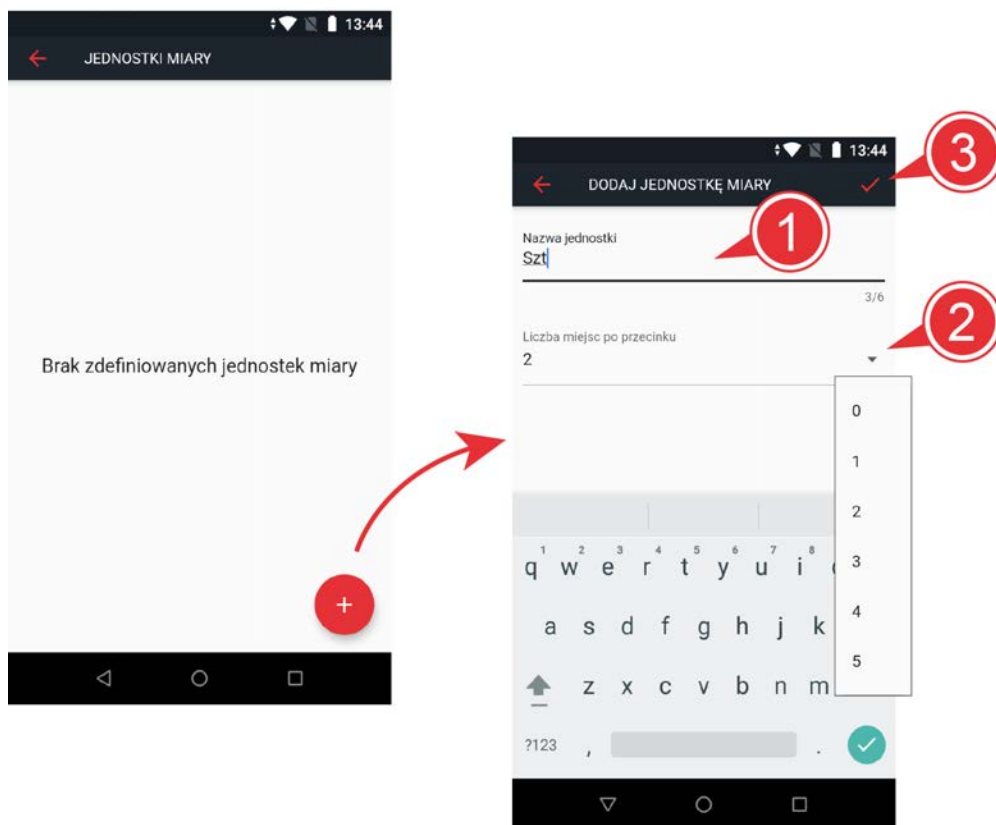 13:44
JEDNOSTKI MIARY
Brak zdefiniowanych jednostek miary
+
13:44
3
DODAJ JEDNOSTKĘ MIARY
1
Nazwa jednostki
Szt
3/6
2
Liczba miejsc po przecinku
2
0
1
2
3
4
5
1 2 3 4 5 6 7 8
q w e r t y u i
a s d f g h j k
z x c v b n m
?123 , .